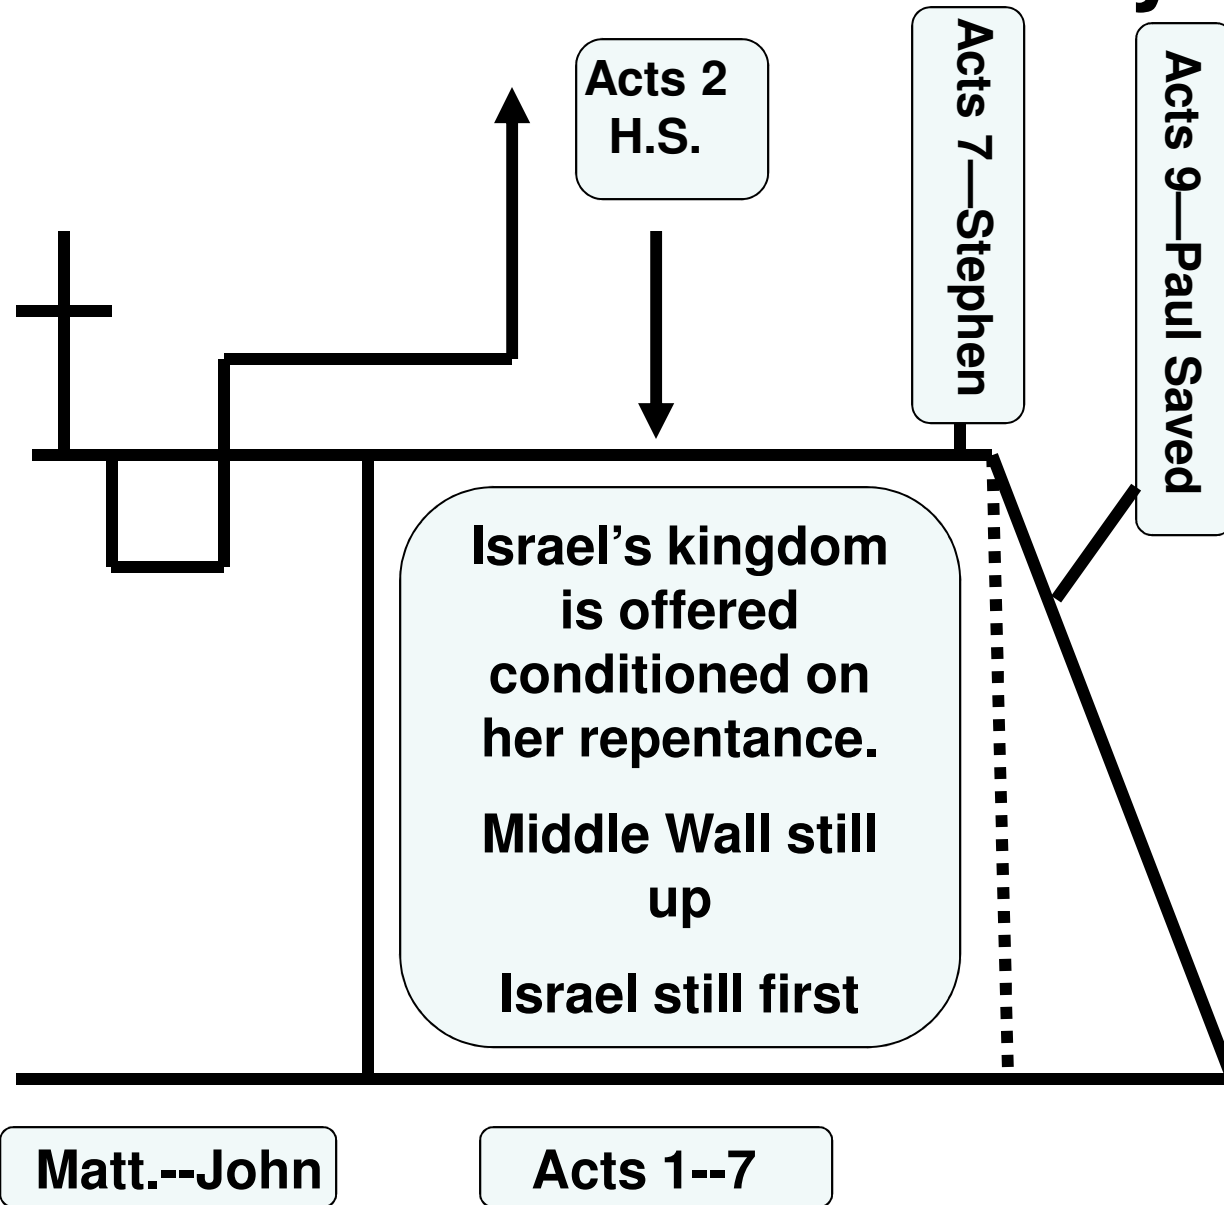 Acts 2
H.S.
Acts 7—Stephen
Acts 9—Paul Saved
Israel’s kingdom
is offered
conditioned on
her repentance.
Middle Wall still
up
Israel still first
Matt.--John
Acts 1--7